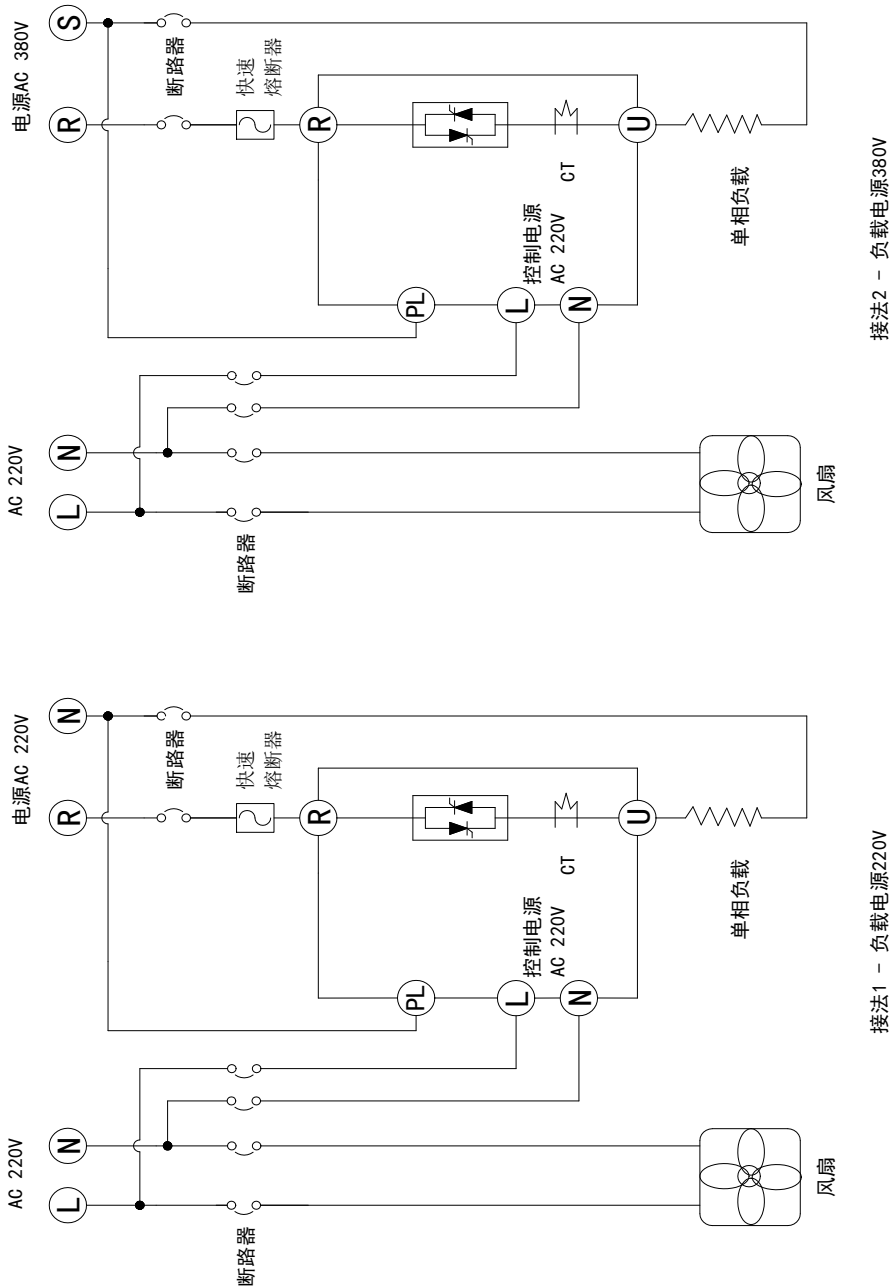 AC 220V
L
N
断路器
风扇
电源AC 220V
R
N
断路器
快速
熔断器
R
PL
L
N
控制电源
AC 220V
CT
U
单相负载
接法1 - 负载电源220V
AC 220V
L
N
断路器
风扇
电源AC 380V
R
S
断路器
快速
熔断器
R
PL
L
N
控制电源
AC 220V
CT
U
单相负载
接法2 - 负载电源380V